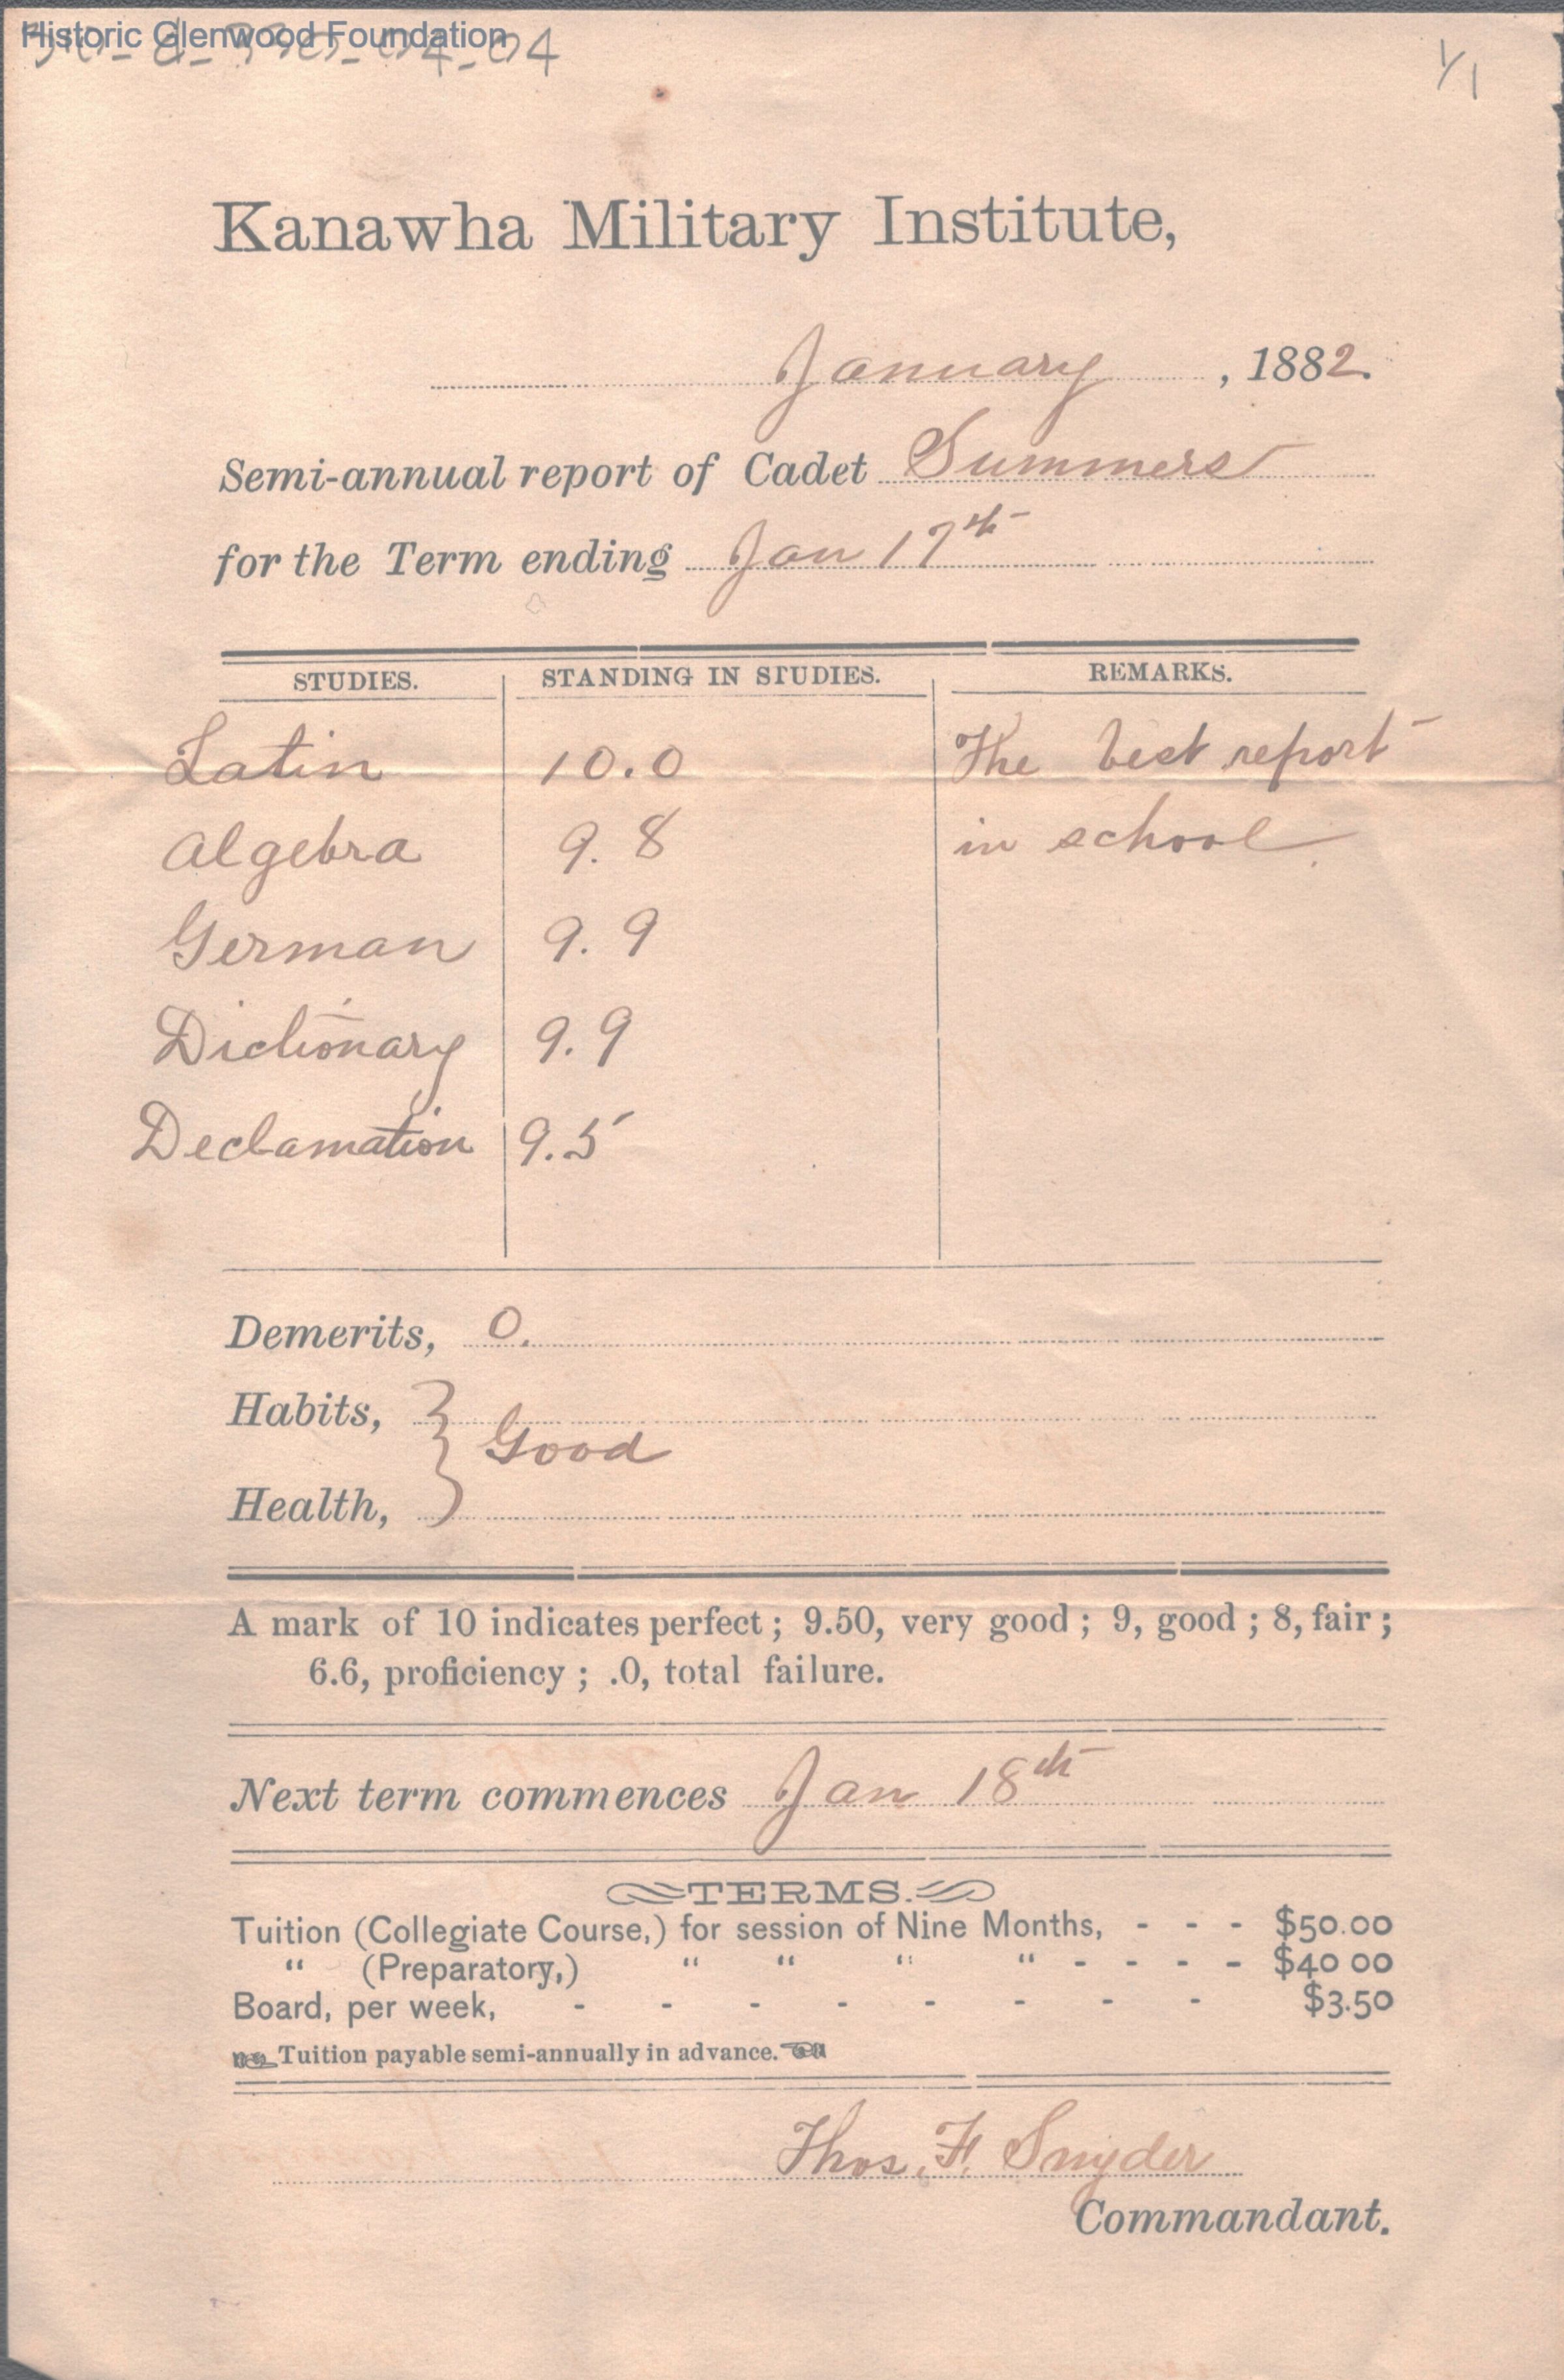 Historic Glenwood Foundation
1/1
Kanawha Military Institute,
January , 1882.
Semi-annual report of Cadet Summers
for the Term ending Jan 17th
STUDIES. STANDING IN STUDIES. REMARKS.
Latin 10.0 The best report
Algebra 9.8 in school.
German 9.9
Dictionary 9.9
Declamation 9.5
Demerits, 0.
Habits, } Good
Health,
A mark of 10 indicates perfect; 9.50, very good; 9, good; 8, fair;
6.6, proficiency; .0, total failure.
Next term commences Jan 18th
TERMS.
Tuition (Collegiate Course,) for session of Nine Months, - - - $50.00
" (Preparatory,) " " " " - - - - $40 00
Board, per week, - - - - - - - - $3.50
Tuition payable semi-annually in advance.
Thos. F. Snyder
Commandant.